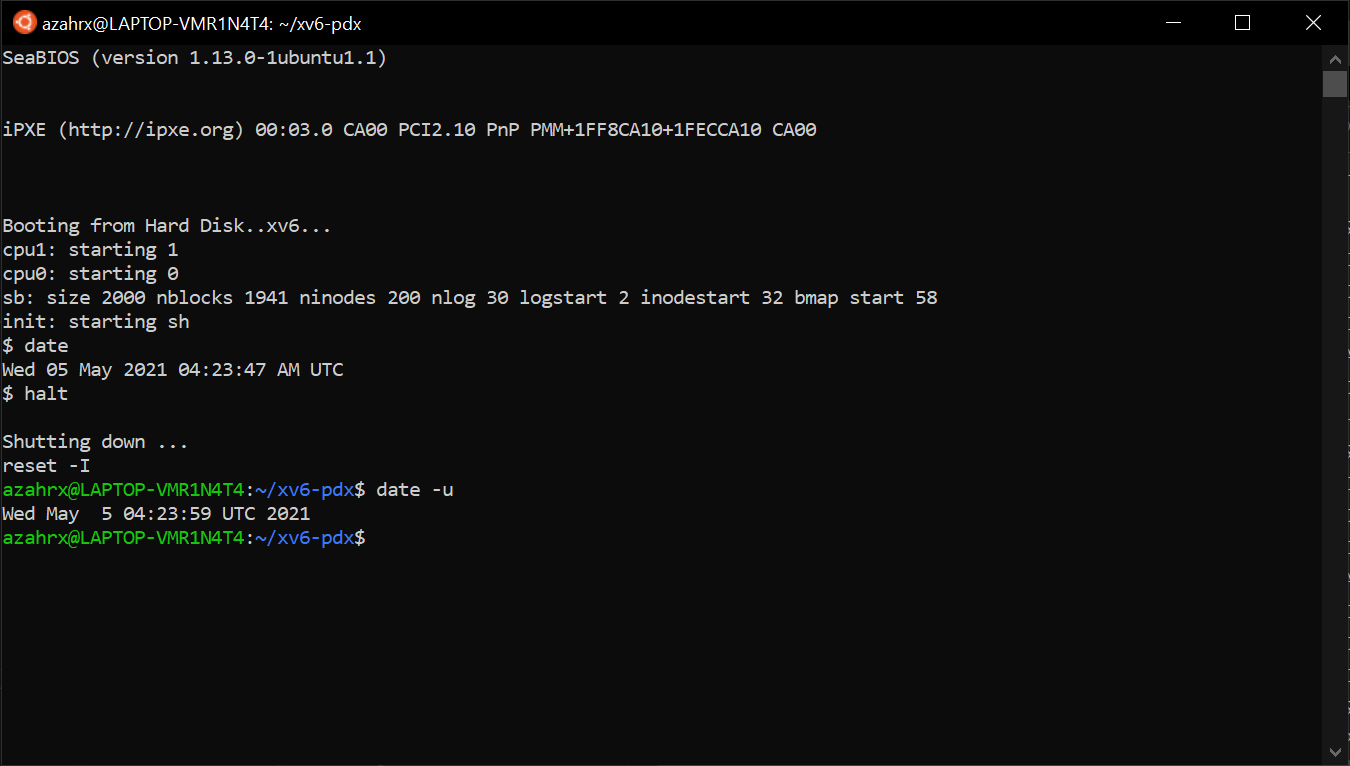 azahrx@LAPTOP-VMR1N4T4: ~/xv6-pdx
SeaBIOS (version 1.13.0-1ubuntu1.1)
iPXE (http://ipxe.org) 00:03.0 CA00 PCI2.10 PnP PMM+1FF8CA10+1FECCA10 CA00
Booting from Hard Disk..xv6...
cpu1: starting 1
cpu0: starting 0
sb: size 2000 nblocks 1941 ninodes 200 nlog 30 logstart 2 inodestart 32 bmap start 58
init: starting sh
$ date
Wed 05 May 2021 04:23:47 AM UTC
$ halt
Shutting down ...
reset -I
azahrx@LAPTOP-VMR1N4T4:~/xv6-pdx$ date -u
Wed May  5 04:23:59 UTC 2021
azahrx@LAPTOP-VMR1N4T4:~/xv6-pdx$